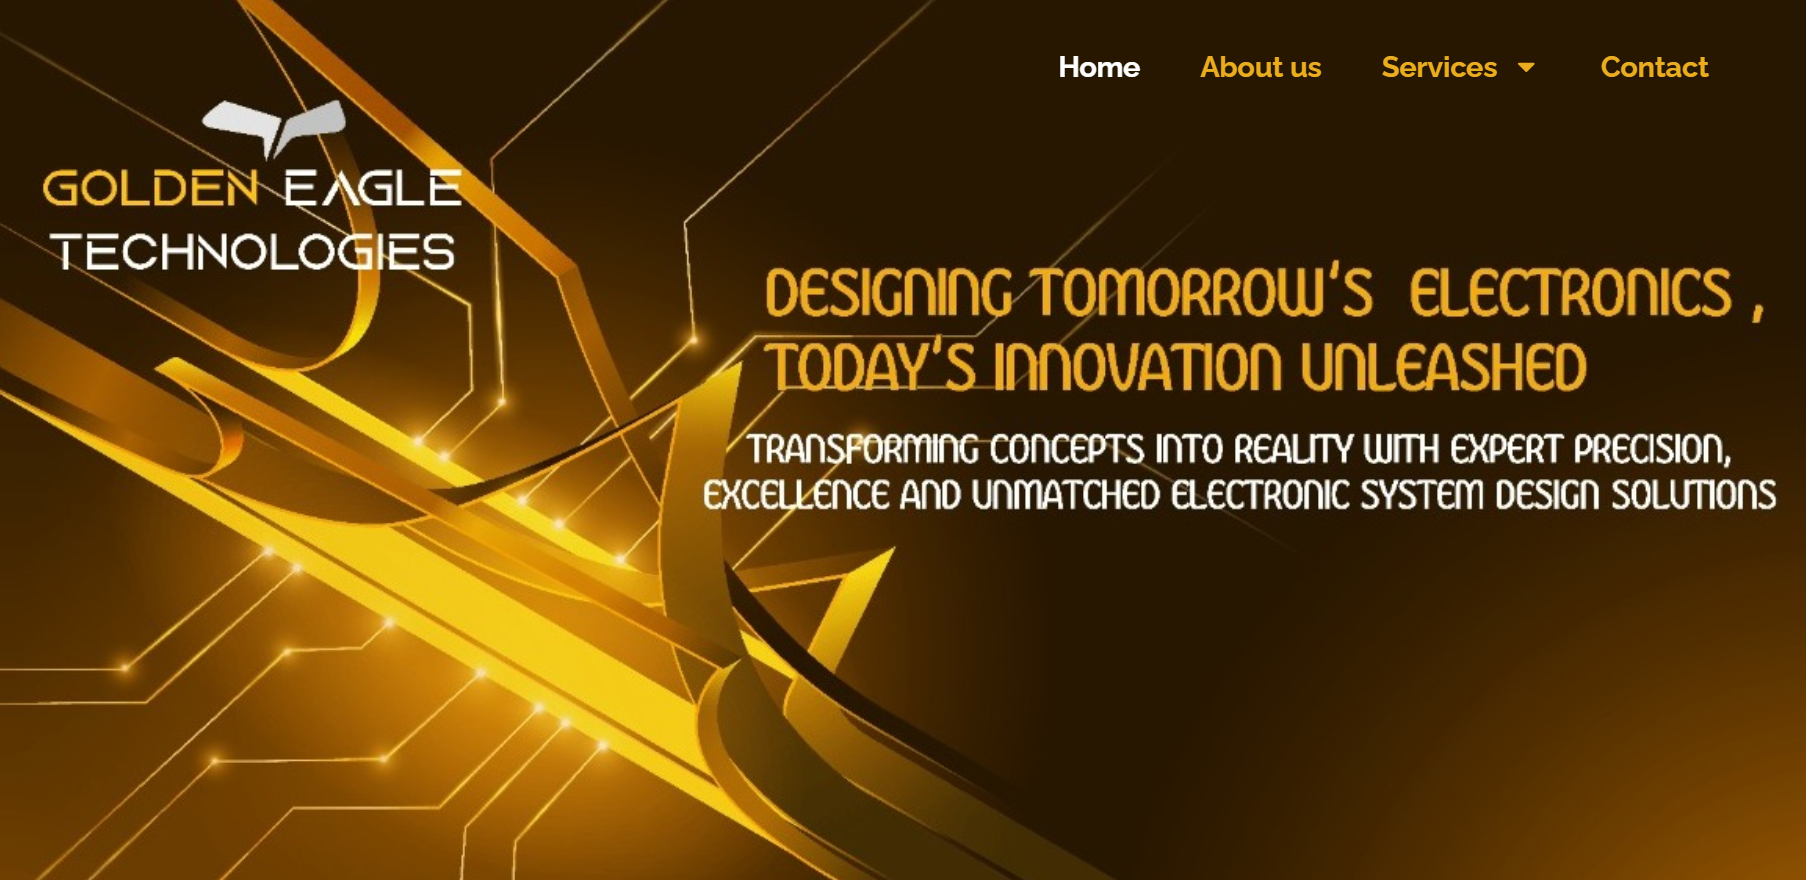 Home About us Services Contact
GOLDEN EAGLE
TECHNOLOGIES
DESIGNING TOMORROW'S ELECTRONICS ,
TODAY'S INNOVATION UNLEASHED
TRANSFORMING CONCEPTS INTO REALITY WITH EXPERT PRECISION,
EXCELLENCE AND UNMATCHED ELECTRONIC SYSTEM DESIGN SOLUTIONS